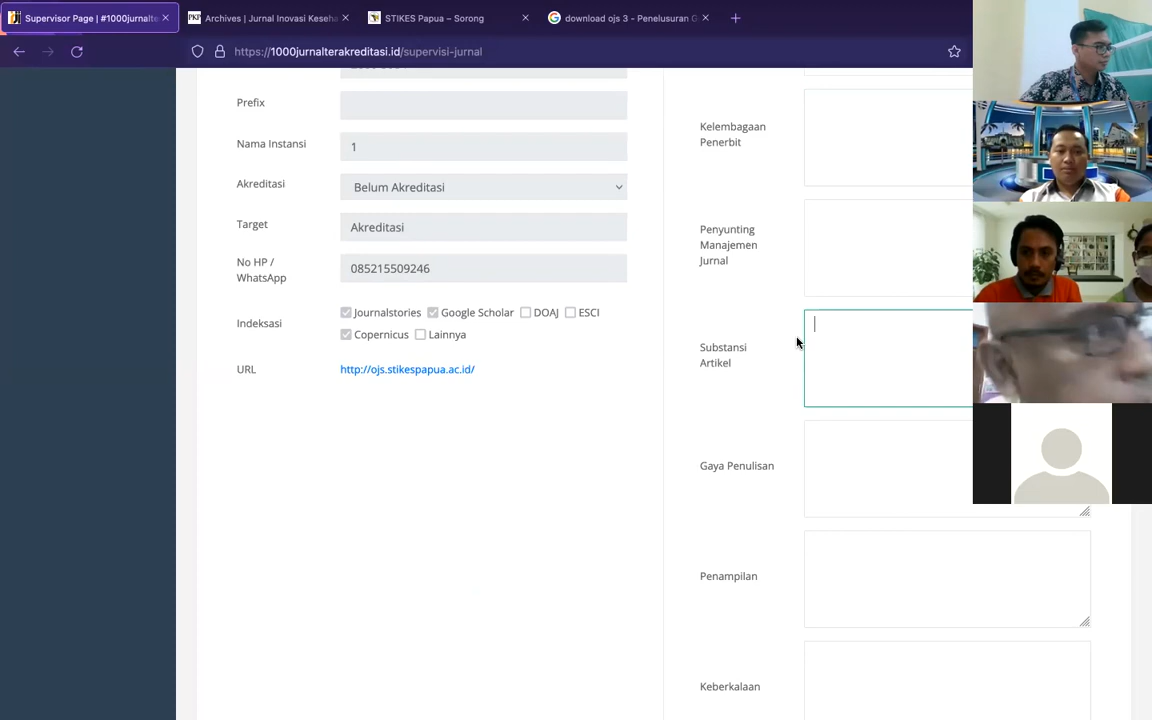 Supervisor Page | #1000jurnalte
Archives | Jurnal Inovasi Keseha
STIKES Papua – Sorong
download ojs 3 - Penelusuran G
https://1000jurnalterakreditasi.id/supervisi-jurnal
Prefix
Nama Instansi
1
Akreditasi
Belum Akreditasi
Target
Akreditasi
No HP /
WhatsApp
085215509246
Indeksasi
Journalstories
Google Scholar
DOAJ
ESCI
Copernicus
Lainnya
URL
http://ojs.stikespapua.ac.id/
Kelembagaan
Penerbit
Penyunting
Manajemen
Jurnal
Substansi
Artikel
Gaya Penulisan
Penampilan
Keberkalaan